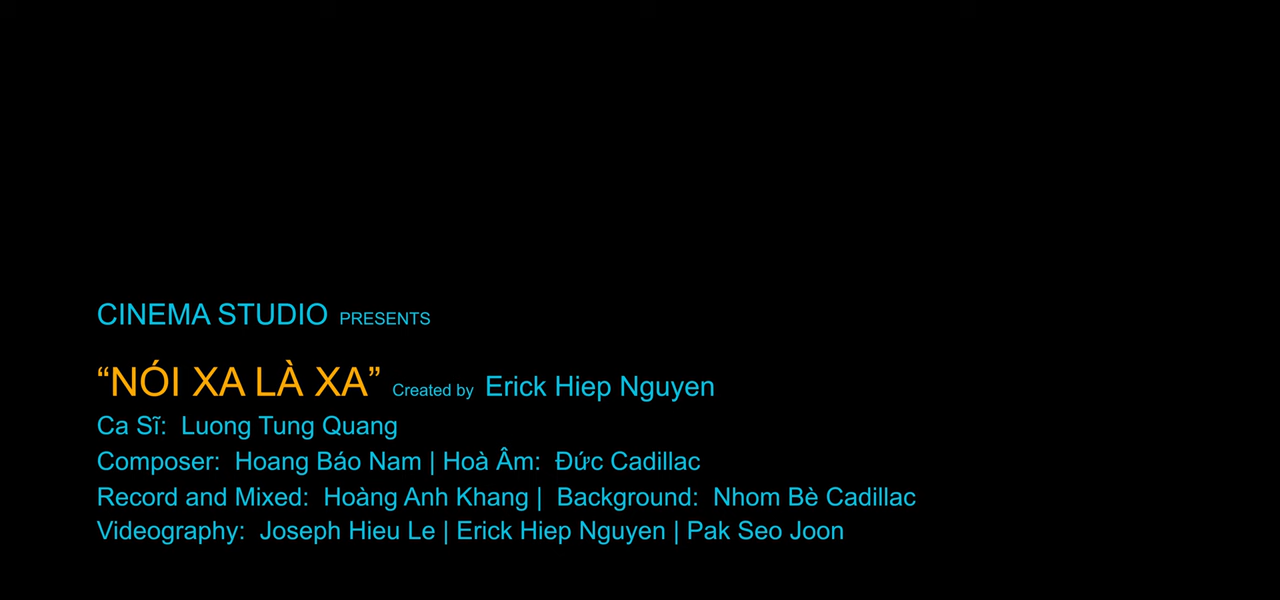 CINEMA STUDIO PRESENTS
“NÓI XA LÀ XA” Created by Erick Hiep Nguyen
Ca Sĩ: Luong Tung Quang
Composer: Hoang Báo Nam | Hoà Âm: Đức Cadillac
Record and Mixed: Hoàng Anh Khang | Background: Nhom Bè Cadillac
Videography: Joseph Hieu Le | Erick Hiep Nguyen | Pak Seo Joon